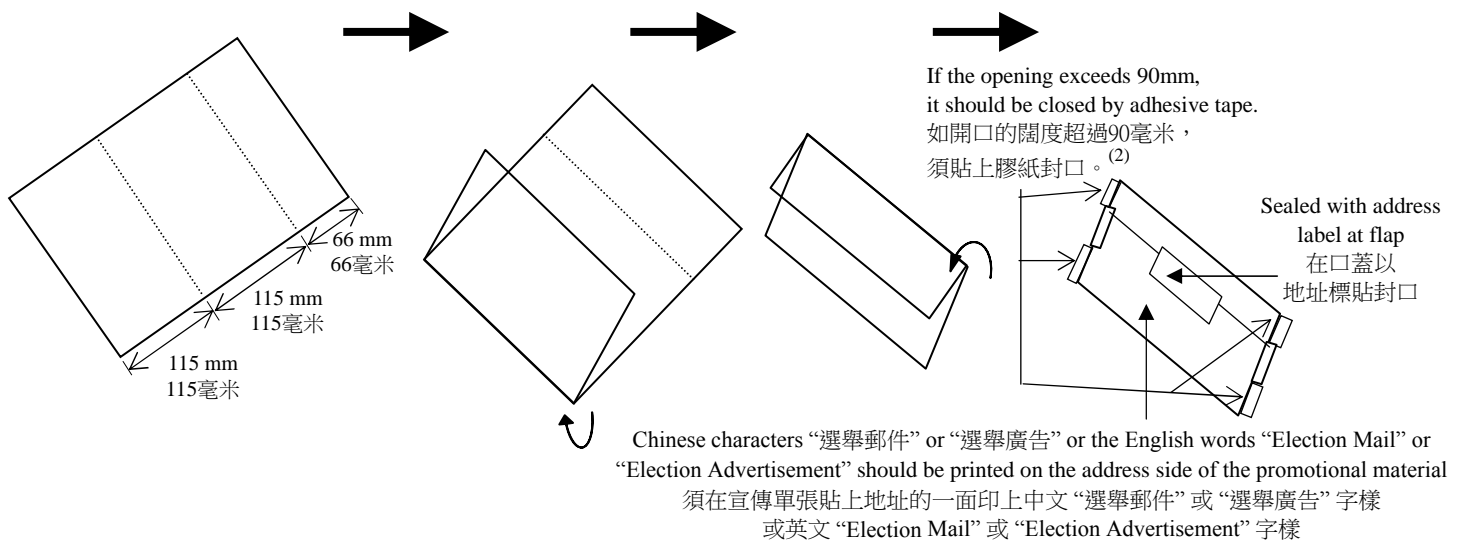 If the opening exceeds 90mm,
it should be closed by adhesive tape.
如開口的闊度超過90毫米，
須貼上膠紙封口。(2)
Sealed with address
label at flap
在口蓋以
地址標貼封口
66 mm
66毫米
115 mm
115毫米
115 mm
115毫米
Chinese characters “選舉郵件” or “選舉廣告” or the English words “Election Mail” or
“Election Advertisement” should be printed on the address side of the promotional material
須在宣傳單張貼上地址的一面印上中文 “選舉郵件” 或 “選舉廣告” 字樣
或英文 “Election Mail” 或 “Election Advertisement” 字樣